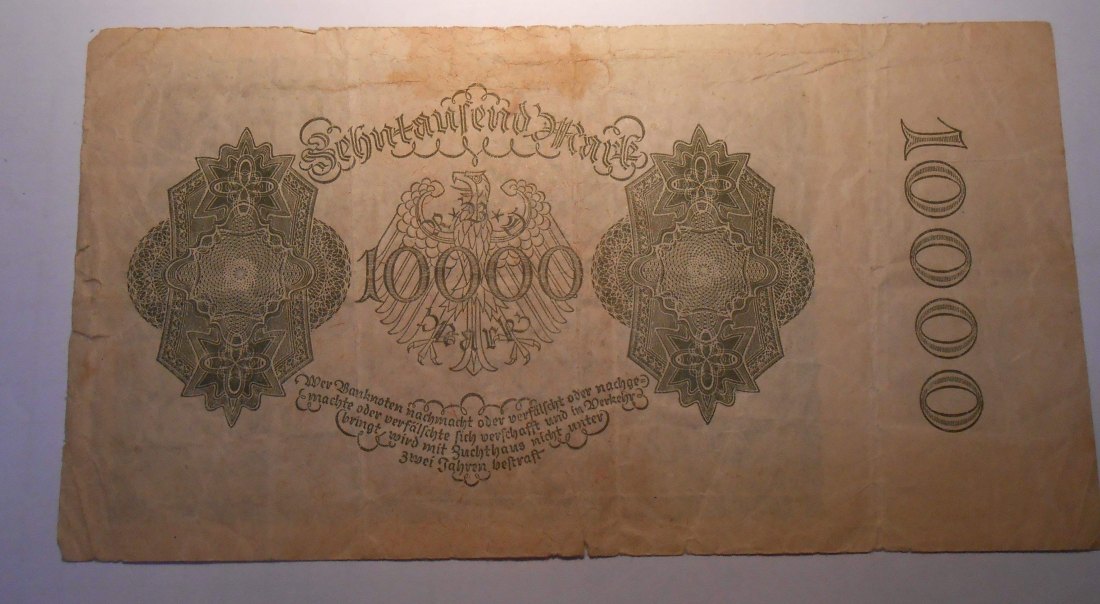 Zehntausend Mark
RBD
10000
Mark
Wer Banknoten nachmacht oder verfälscht oder nachge=
machte oder verfälschte sich verschafft und in Verkehr
bringt, wird mit Zuchthaus nicht unter
zwei Jahren bestraft
10000